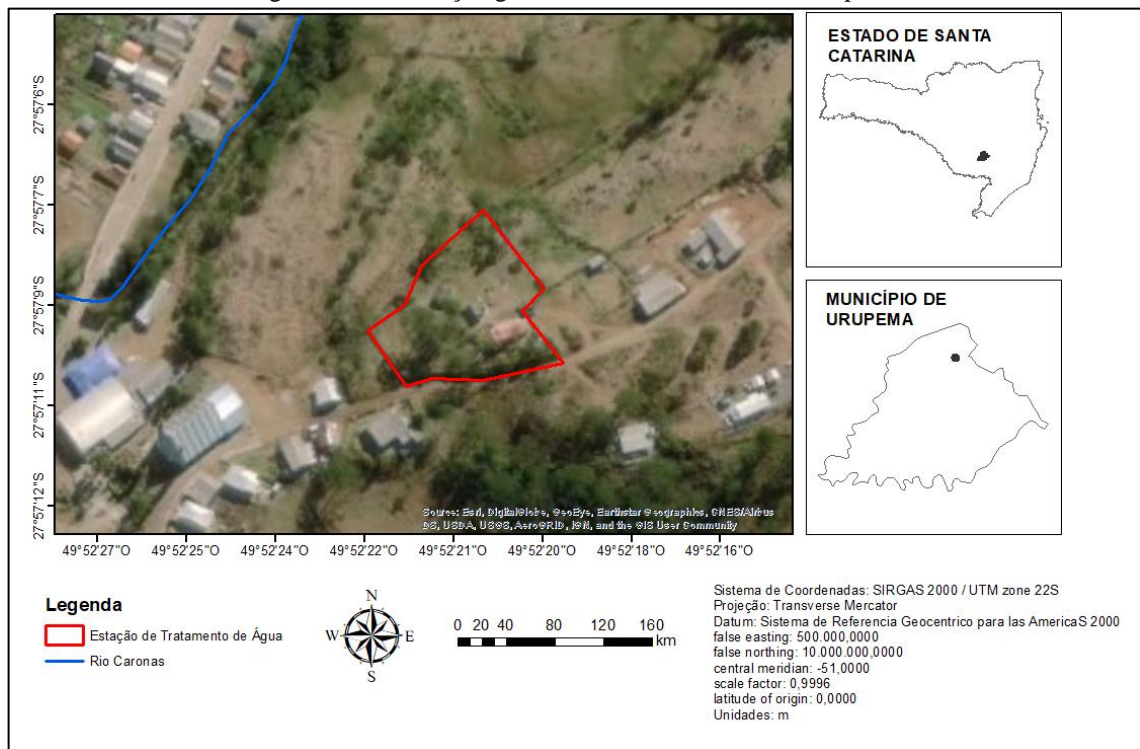 27°57'6"S
27°57'7"S
27°57'9"S
27°57'11"S
27°57'12"S
Source: Esri, DigitalGlobe, GeoEye, Earthstar Geographics, CNES/Airbus
DS, USDA, USGS, AeroGRID, IGN, and the GIS User Community
49°52'27"O
49°52'25"O
49°52'24"O
49°52'22"O
49°52'21"O
49°52'20"O
49°52'18"O
49°52'16"O
ESTADO DE SANTA
CATARINA
MUNICÍPIO DE
URUPEMA
Legenda
Estação de Tratamento de Água
Rio Caronas
N
W
E
S
0 20 40 80 120 160
km
Sistema de Coordenadas: SIRGAS 2000 / UTM zone 22S
Projeção: Transverse Mercator
Datum: Sistema de Referencia Geocentrico para las AmericaS 2000
false easting: 500.000,0000
false northing: 10.000.000,0000
central meridian: -51,0000
scale factor: 0,9996
latitude of origin: 0,0000
Unidades: m